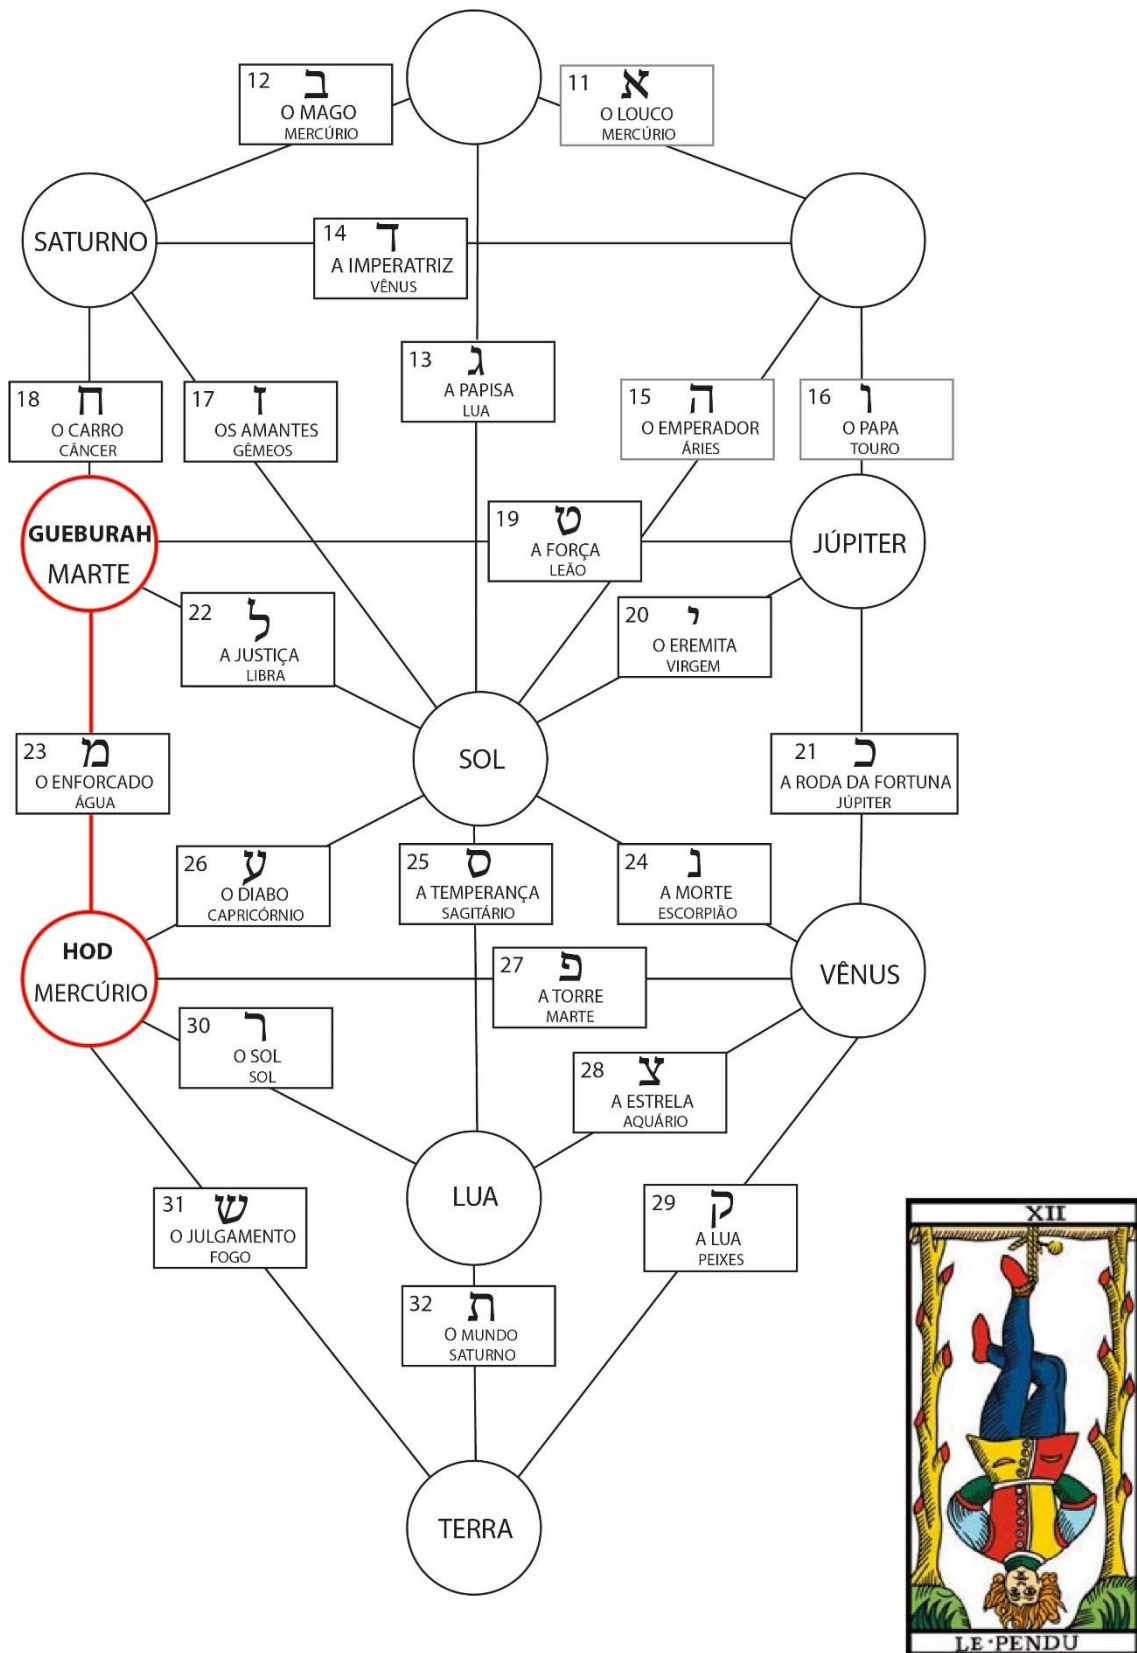 12 ב
O MAGO
MERCÚRIO
11 א
O LOUCO
MERCÚRIO
SATURNO
14 ד
A IMPERATRIZ
VÊNUS
13 ג
A PAPISA
LUA
18 ח
O CARRO
CÂNCER
17 ז
OS AMANTES
GÊMEOS
15 ה
O EMPERADOR
ÁRIES
16 ו
O PAPA
TOURO
GUEBURAH
MARTE
19 ט
A FORÇA
LEÃO
JÚPITER
22 ל
A JUSTIÇA
LIBRA
20 י
O EREMITA
VIRGEM
23 מ
O ENFORCADO
ÁGUA
SOL
21 כ
A RODA DA FORTUNA
JÚPITER
26 ע
O DIABO
CAPRICÓRNIO
25 ס
A TEMPERANÇA
SAGITÁRIO
24 נ
A MORTE
ESCORPIÃO
HOD
MERCÚRIO
27 פ
A TORRE
MARTE
VÊNUS
30 ר
O SOL
SOL
28 צ
A ESTRELA
AQUÁRIO
LUA
31 ש
O JULGAMENTO
FOGO
29 ק
A LUA
PEIXES
32 ת
O MUNDO
SATURNO
TERRA
XII
LE·PENDU